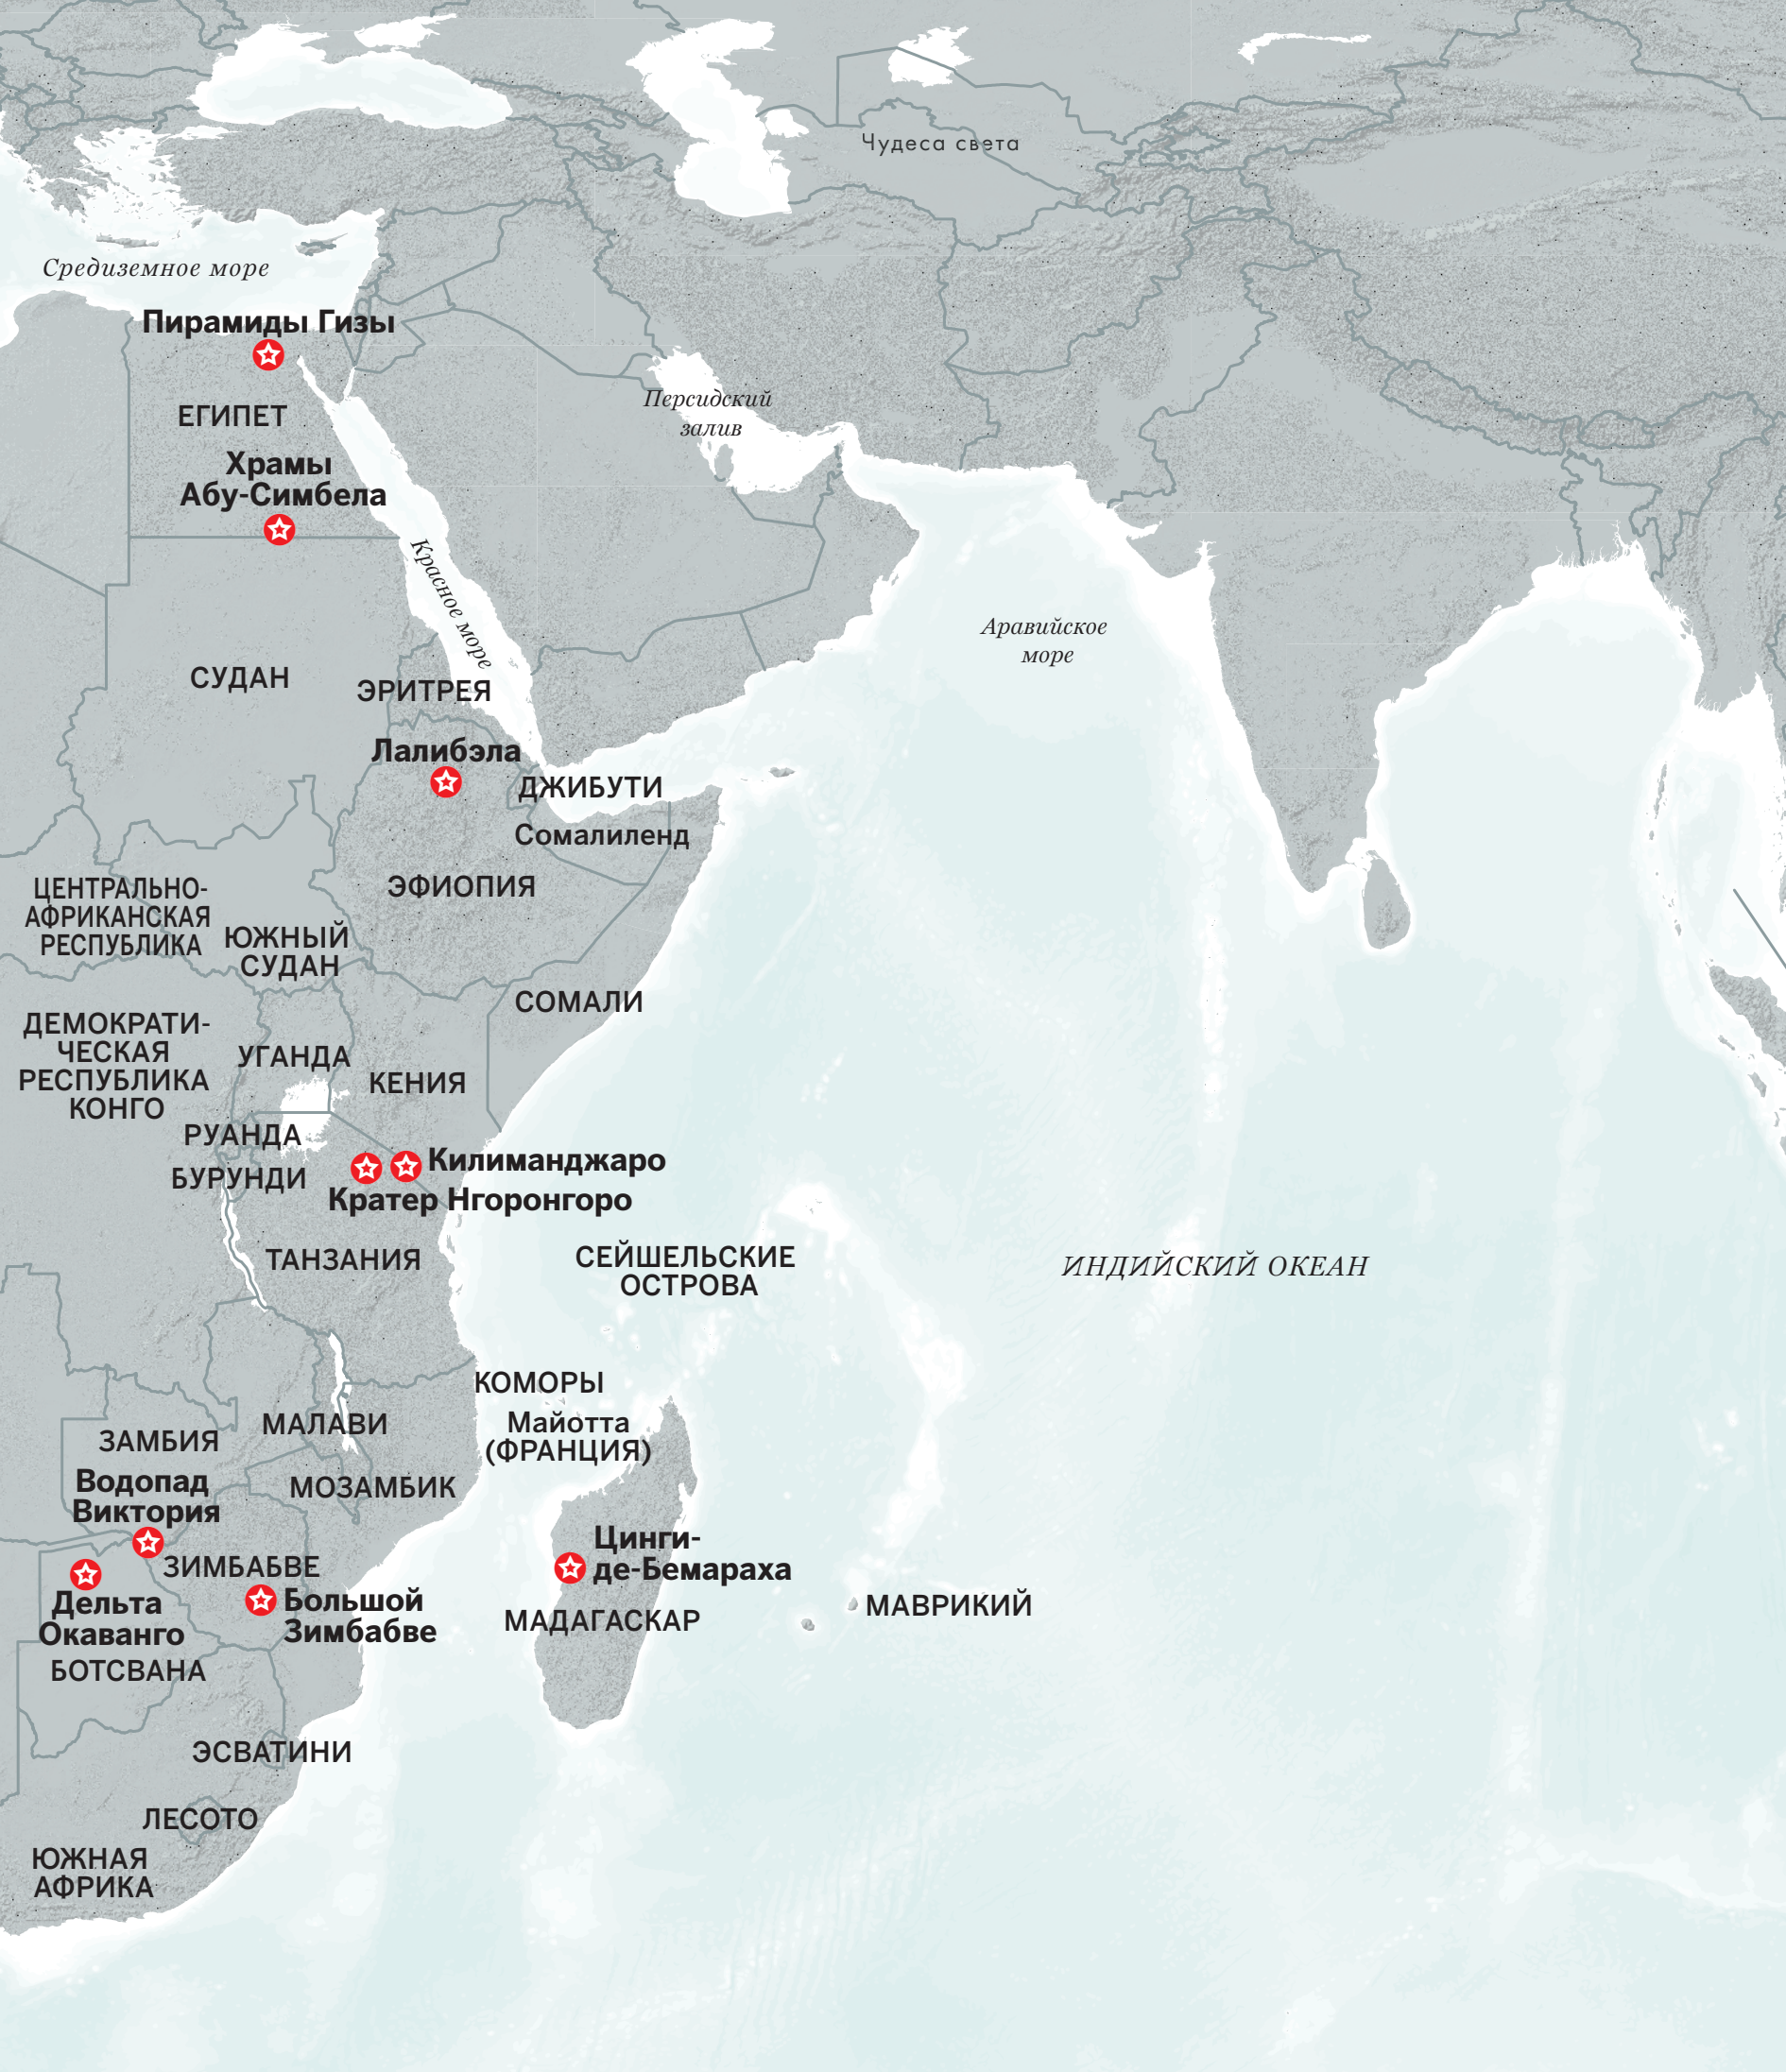 Чудеса света
Средиземное море
Пирамиды Гизы
Персидский
залив
ЕГИПЕТ
Храмы
Абу-Симбела
Красное море
Аравийское
море
СУДАН
ЭРИТРЕЯ
Лалибэла
ДЖИБУТИ
Сомалиленд
ЭФИОПИЯ
ЦЕНТРАЛЬНО-
АФРИКАНСКАЯ
РЕСПУБЛИКА
ЮЖНЫЙ
СУДАН
СОМАЛИ
ДЕМОКРАТИ-
ЧЕСКАЯ
РЕСПУБЛИКА
КОНГО
УГАНДА
КЕНИЯ
РУАНДА
БУРУНДИ
Килиманджаро
Кратер Нгоронгоро
ТАНЗАНИЯ
СЕЙШЕЛЬСКИЕ
ОСТРОВА
ИНДИЙСКИЙ ОКЕАН
КОМОРЫ
Майотта
(ФРАНЦИЯ)
МАЛАВИ
ЗАМБИЯ
Водопад
Виктория
МОЗАМБИК
Цинги-
де-Бемараха
ЗИМБАБВЕ
Дельта
Окаванго
Большой
Зимбабве
МАДАГАСКАР
МАВРИКИЙ
БОТСВАНА
ЭСВАТИНИ
ЛЕСОТО
ЮЖНАЯ
АФРИКА